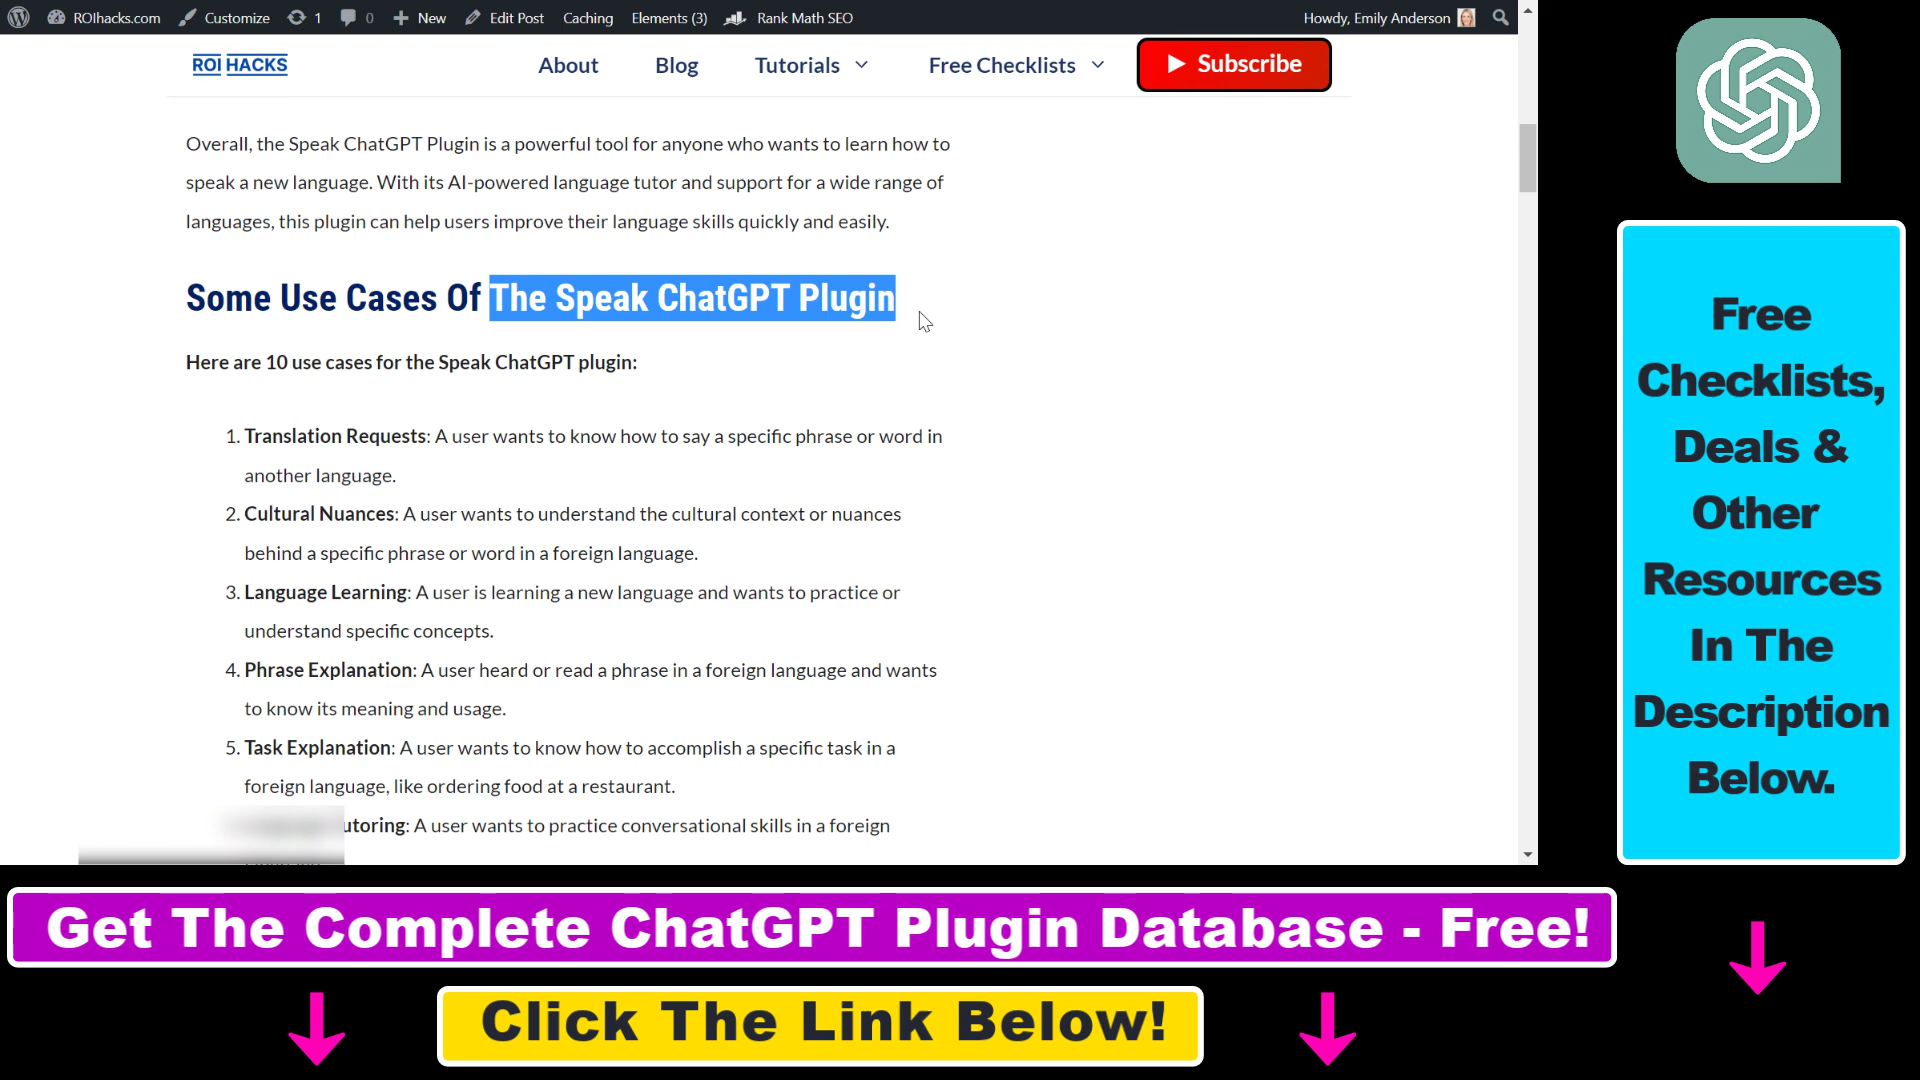 ROIhacks.com Customize 1 0 New Edit Post Caching Elements (3) Rank Math SEO Howdy, Emily Anderson
ROI HACKS About Blog Tutorials Free Checklists Subscribe
Overall, the Speak ChatGPT Plugin is a powerful tool for anyone who wants to learn how to
speak a new language. With its AI-powered language tutor and support for a wide range of
languages, this plugin can help users improve their language skills quickly and easily.
Some Use Cases Of The Speak ChatGPT Plugin
Here are 10 use cases for the Speak ChatGPT plugin:
1. Translation Requests: A user wants to know how to say a specific phrase or word in
another language.
2. Cultural Nuances: A user wants to understand the cultural context or nuances
behind a specific phrase or word in a foreign language.
3. Language Learning: A user is learning a new language and wants to practice or
understand specific concepts.
4. Phrase Explanation: A user heard or read a phrase in a foreign language and wants
to know its meaning and usage.
5. Task Explanation: A user wants to know how to accomplish a specific task in a
foreign language, like ordering food at a restaurant.
utoring: A user wants to practice conversational skills in a foreign
Free
Checklists,
Deals &
Other
Resources
In The
Description
Below.
Get The Complete ChatGPT Plugin Database - Free!
Click The Link Below!